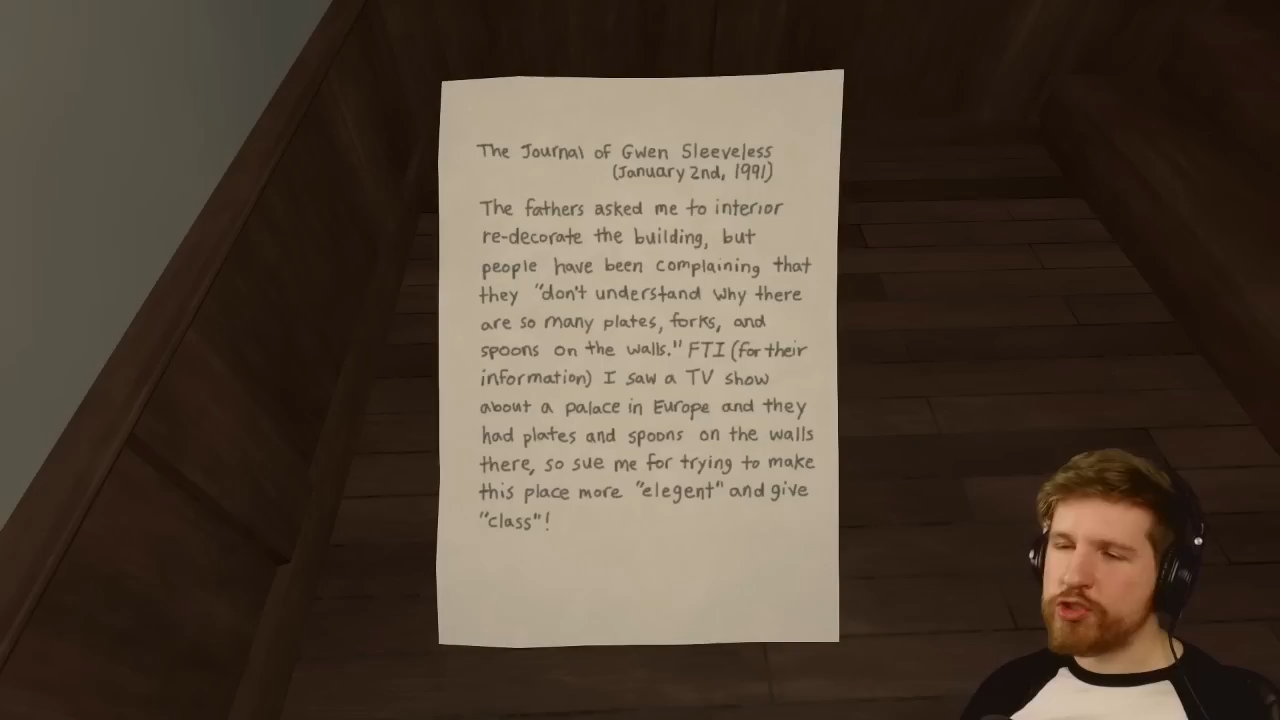 The Journal of Gwen Sleeveless
(January 2nd, 1991)
The fathers asked me to interior
re-decorate the building, but
people have been complaining that
they "don't understand why there
are so many plates, forks, and
spoons on the walls." FTI (for their
information) I saw a TV show
about a palace in Europe and they
had plates and spoons on the walls
there, so sue me for trying to make
this place more "elegent" and give
"class"!